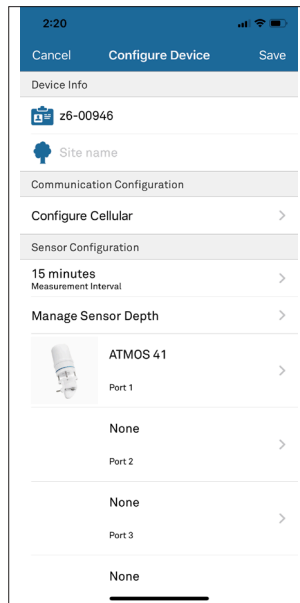 2:20
Cancel Configure Device Save
Device Info
z6-00946
Site name
Communication Configuration
Configure Cellular
Sensor Configuration
15 minutes
Measurement Interval
Manage Sensor Depth
ATMOS 41
Port 1
None
Port 2
None
Port 3
None